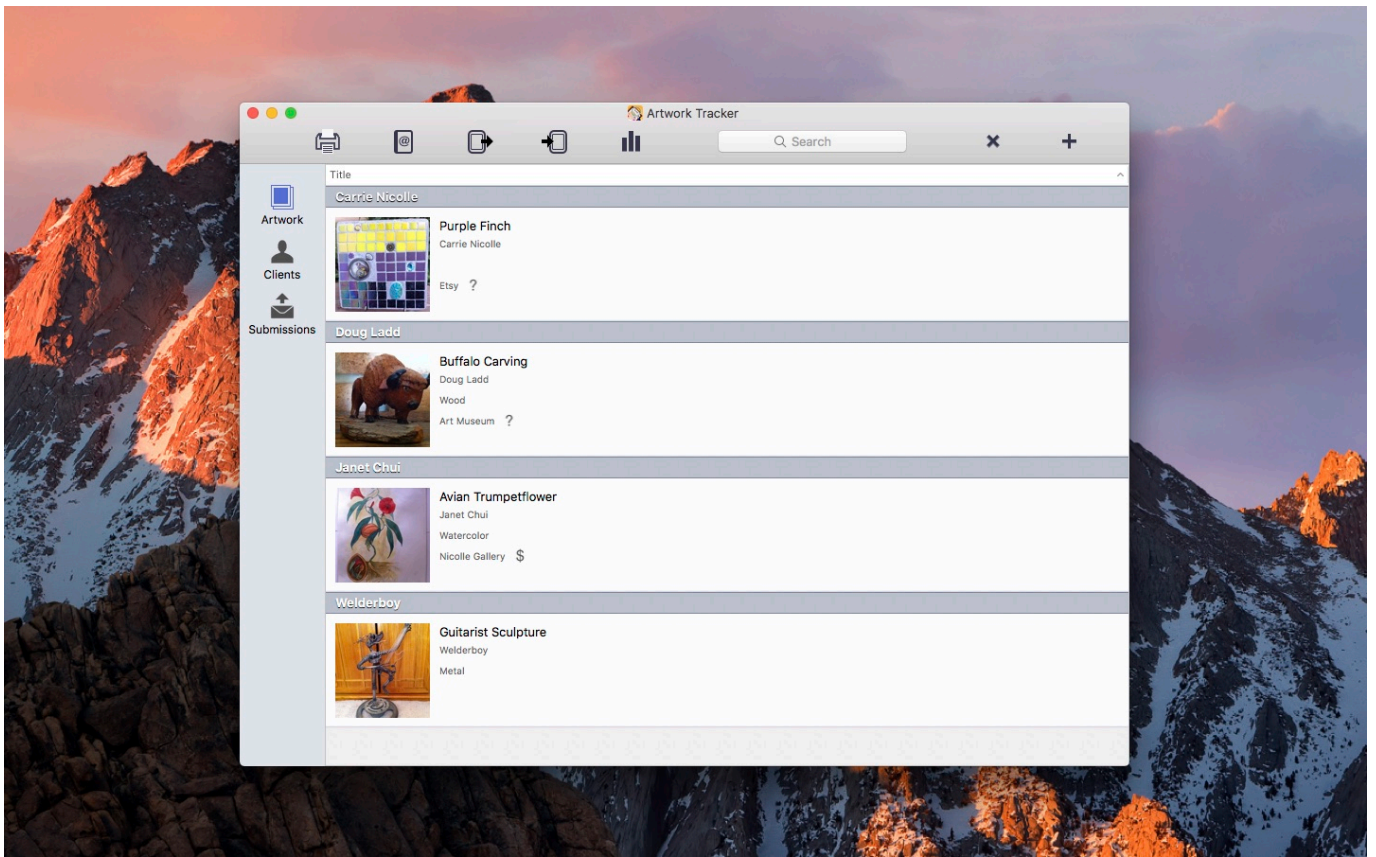 Artwork Tracker
@
Search
Artwork
Clients
Submissions
Title
Carrie Nicolle
Purple Finch
Carrie Nicolle
Etsy ?
Doug Ladd
Buffalo Carving
Doug Ladd
Wood
Art Museum ?
Janet Chui
Avian Trumpetflower
Janet Chui
Watercolor
Nicolle Gallery $
Welderboy
Guitarist Sculpture
Welderboy
Metal